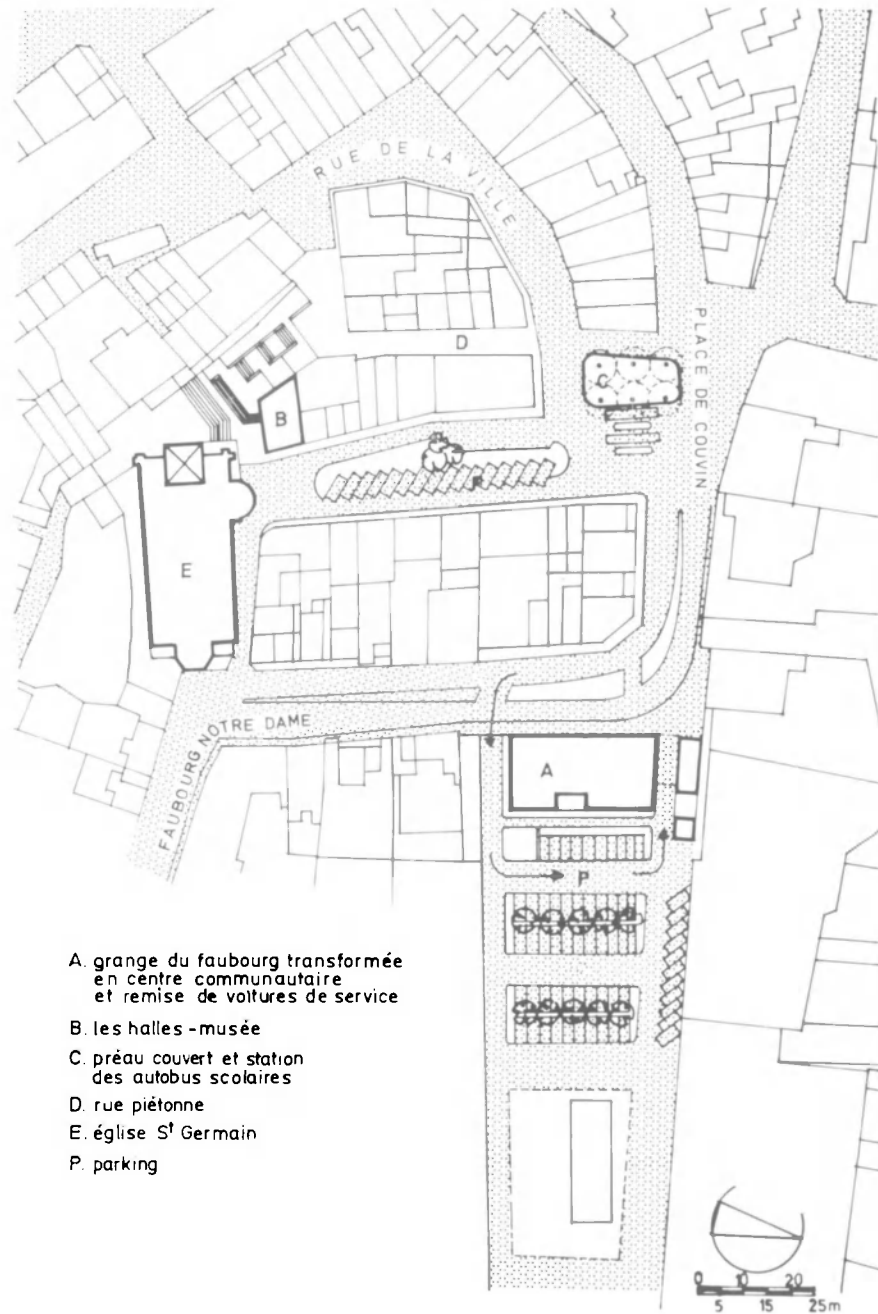 RUE DE LA VILLE
D
PLACE DE COUVIN
C
B
P
E
FAUBOURG NOTRE DAME
A
P
A. grange du faubourg transformée
en centre communautaire
et remise de voitures de service
B. les halles - musée
C. préau couvert et station
des autobus scolaires
D. rue piétonne
E. église St Germain
P. parking
0 10 20
5 15 25m